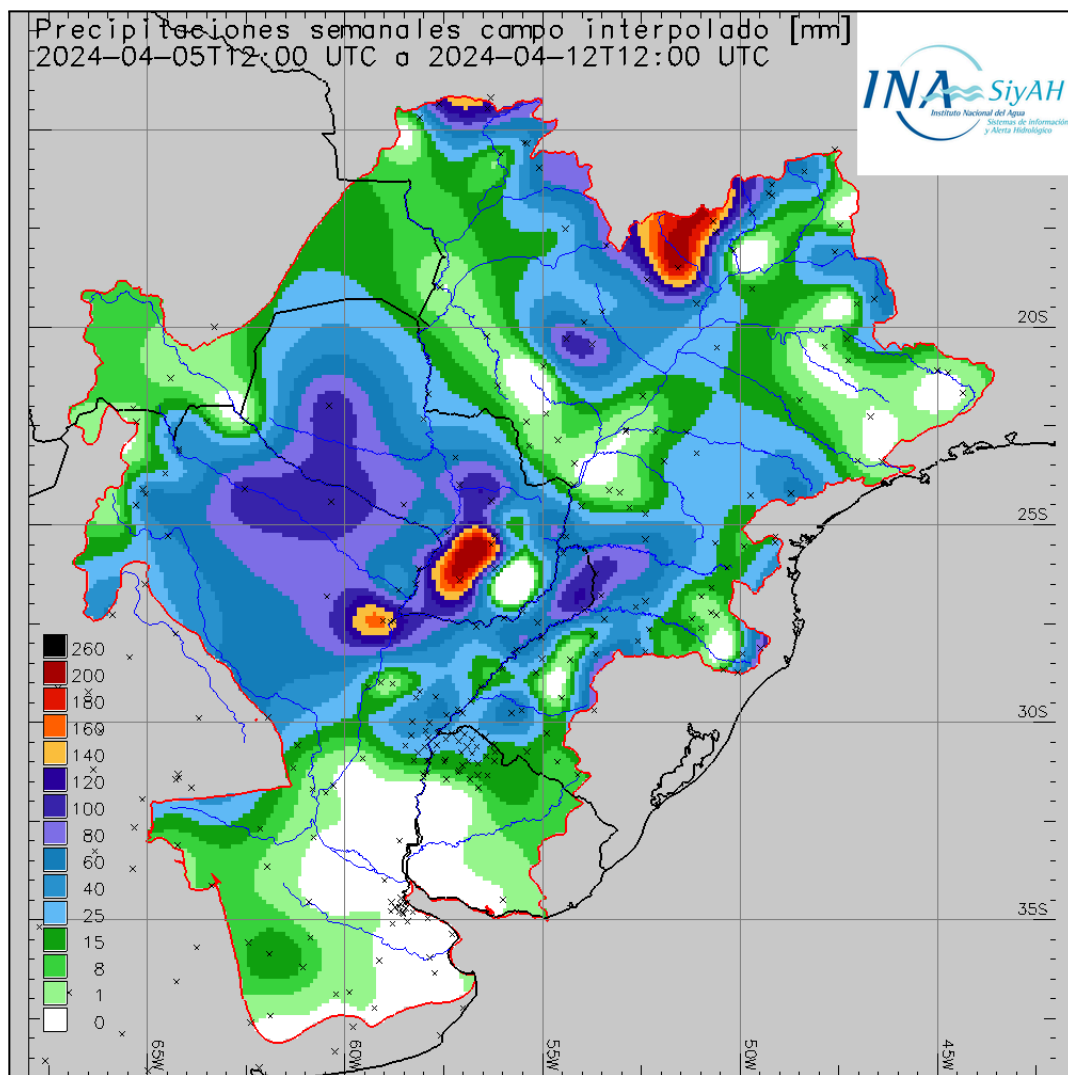 Precipitaciones semanales campo interpolado [mm]
2024-04-05T12:00 UTC a 2024-04-12T12:00 UTC
INA SiyAH
Instituto Nacional del Agua
Sistemas de información
y Alerta Hidrológico
20S
25S
30S
35S
260
200
180
160
140
120
100
80
60
40
25
15
8
1
0
65W
60W
55W
50W
45W